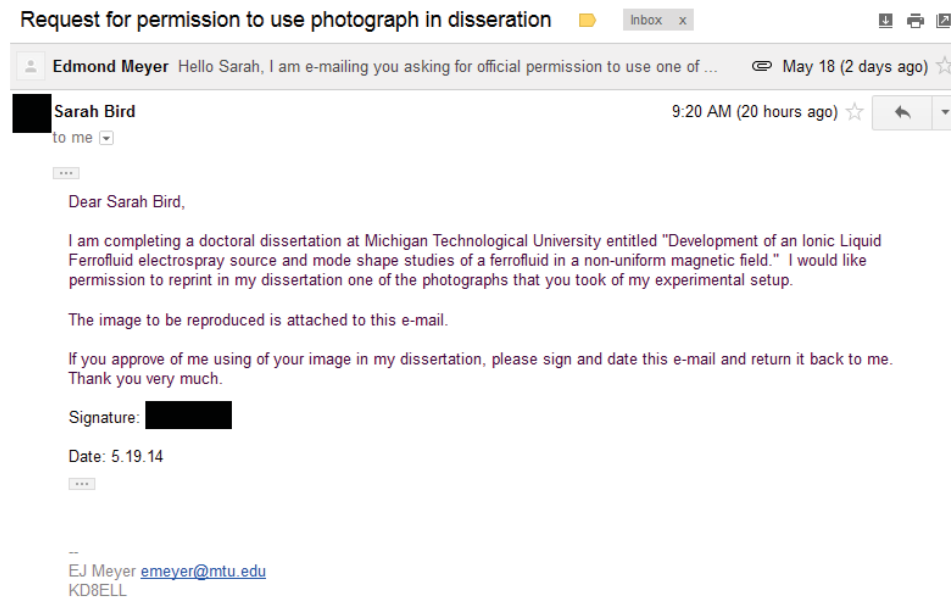 Request for permission to use photograph in disseration Inbox x
Edmond Meyer Hello Sarah, I am e-mailing you asking for official permission to use one of ... May 18 (2 days ago)
Sarah Bird 9:20 AM (20 hours ago)
to me
...
Dear Sarah Bird,
I am completing a doctoral dissertation at Michigan Technological University entitled "Development of an Ionic Liquid
Ferrofluid electrospray source and mode shape studies of a ferrofluid in a non-uniform magnetic field." I would like
permission to reprint in my dissertation one of the photographs that you took of my experimental setup.
The image to be reproduced is attached to this e-mail.
If you approve of me using of your image in my dissertation, please sign and date this e-mail and return it back to me.
Thank you very much.
Signature:
Date: 5.19.14
...
--
EJ Meyer emeyer@mtu.edu
KD8ELL